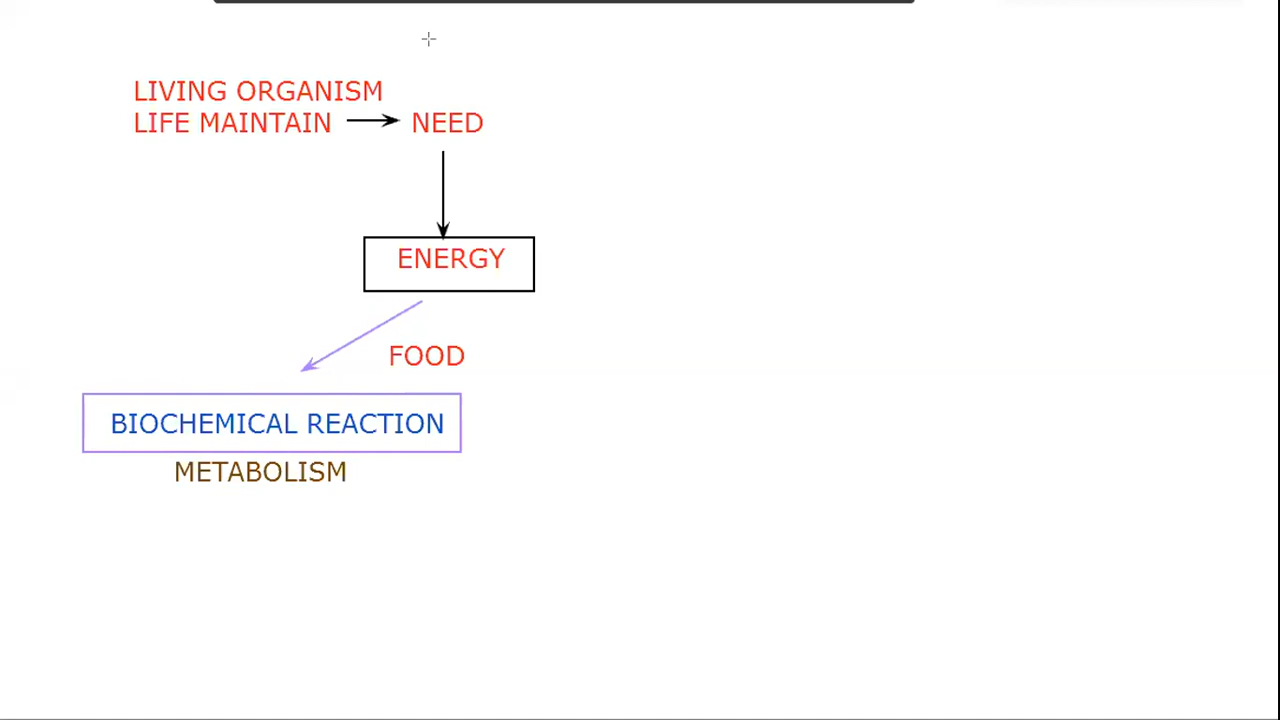 LIVING ORGANISM
LIFE MAINTAIN NEED
ENERGY
FOOD
BIOCHEMICAL REACTION
METABOLISM